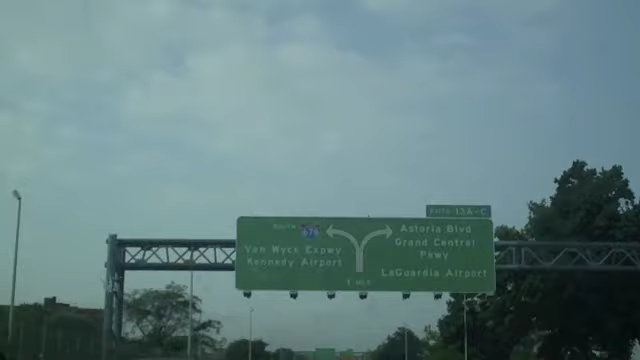 EXITS 13A-C
SOUTH 678
Van Wyck Expwy
Kennedy Airport
Astoria Blvd
Grand Central
Pkwy
LaGuardia Airport
1 MILE